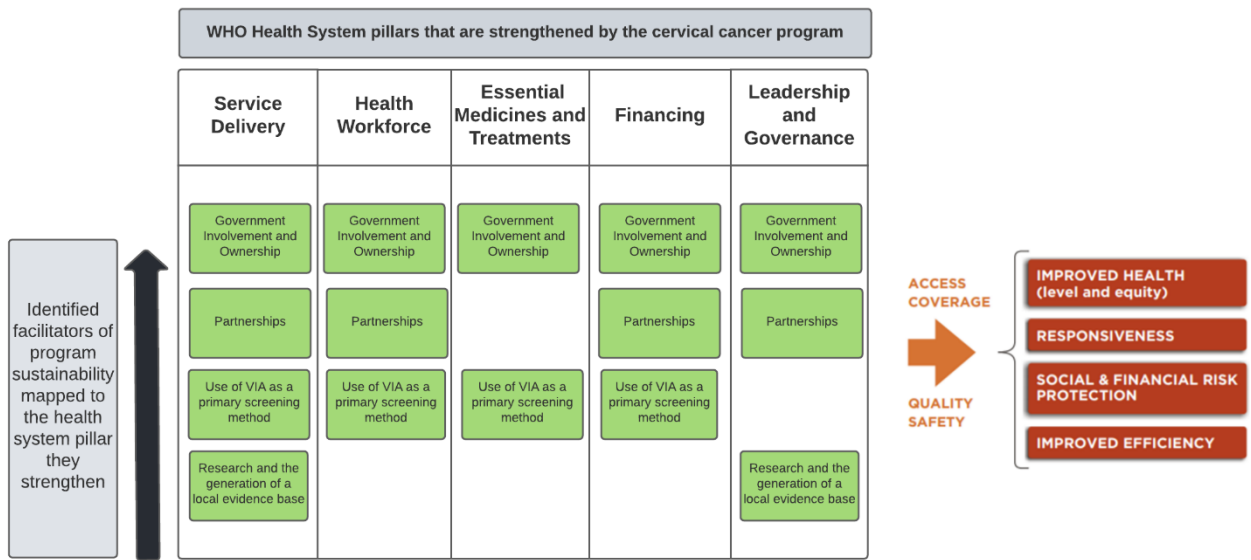 WHO Health System pillars that are strengthened by the cervical cancer program
Service
Delivery
Health
Workforce
Essential
Medicines and
Treatments
Financing
Leadership
and
Governance
Government
Involvement and
Ownership
Government
Involvement and
Ownership
Government
Involvement and
Ownership
Government
Involvement and
Ownership
Government
Involvement and
Ownership
Partnerships
Partnerships
Partnerships
Partnerships
Use of VIA as a
primary screening
method
Use of VIA as a
primary screening
method
Use of VIA as a
primary screening
method
Use of VIA as a
primary screening
method
Research and the
generation of a
local evidence base
Research and the
generation of a
local evidence base
Identified
facilitators of
program
sustainability
mapped to
the health
system pillar
they
strengthen
ACCESS
COVERAGE
QUALITY
SAFETY
IMPROVED HEALTH
(level and equity)
RESPONSIVENESS
SOCIAL & FINANCIAL RISK
PROTECTION
IMPROVED EFFICIENCY